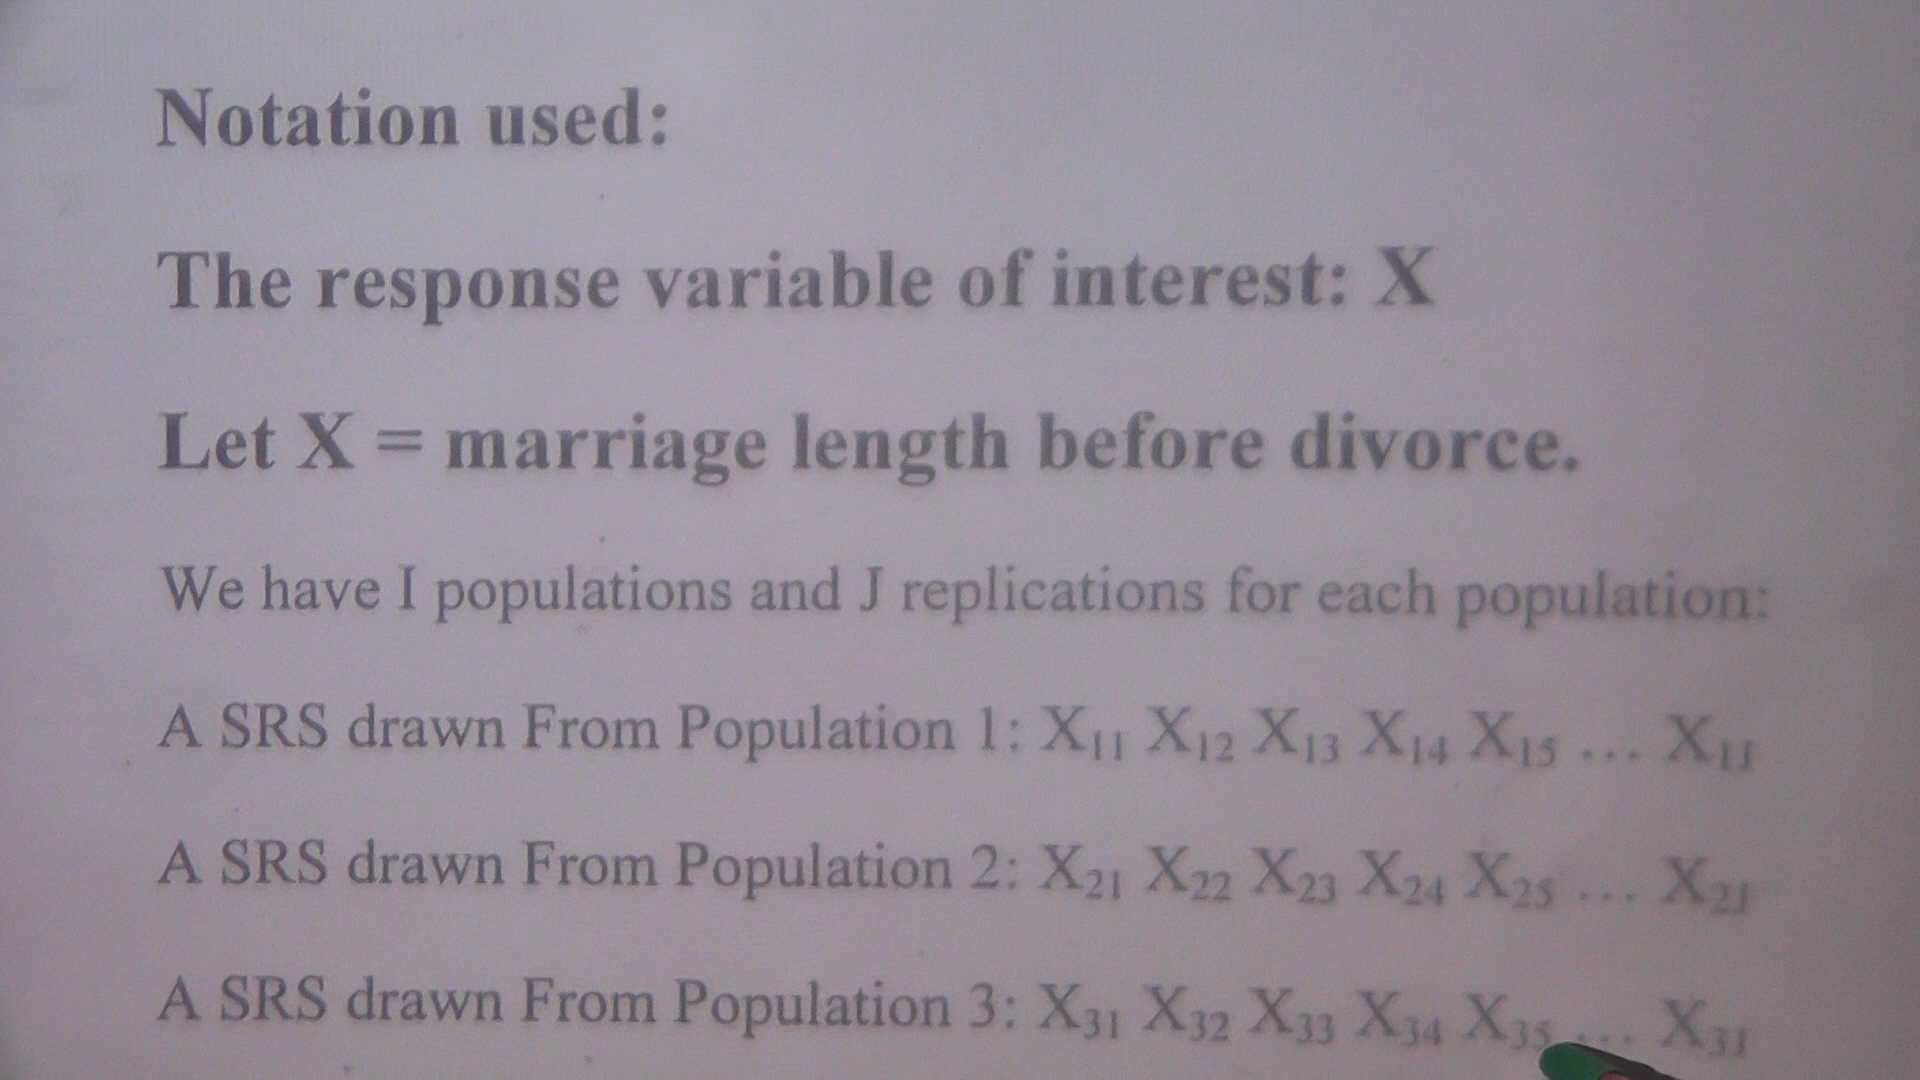 Notation used:
The response variable of interest: X
Let X = marriage length before divorce.
We have I populations and J replications for each population:
A SRS drawn From Population 1: X₁₁ X₁₂ X₁₃ X₁₄ X₁₅ ... X₁J
A SRS drawn From Population 2: X₂₁ X₂₂ X₂₃ X₂₄ X₂₅ ... X₂J
A SRS drawn From Population 3: X₃₁ X₃₂ X₃₃ X₃₄ X₃₅ ... X₃J